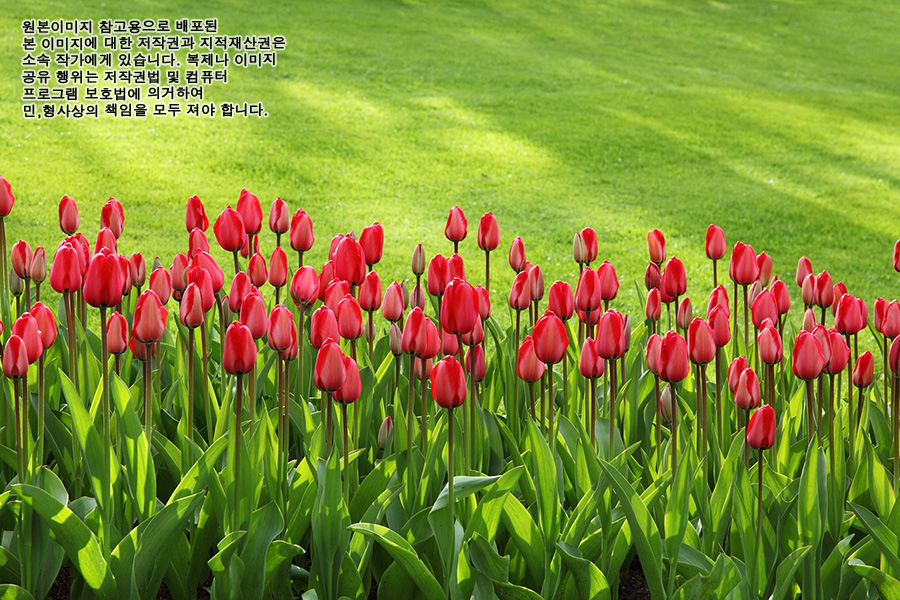 원본이미지 참고용으로 배포된
본 이미지에 대한 저작권과 지적재산권은
소속 작가에게 있습니다. 복제나 이미지
공유 행위는 저작권법 및 컴퓨터
프로그램 보호법에 의거하여
민,형사상의 책임을 모두 져야 합니다.